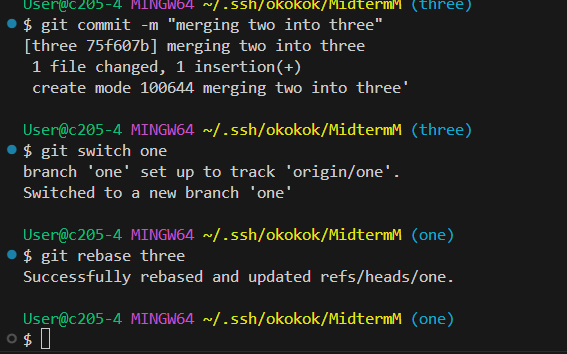 User@c205-4 MINGW64 ~/.ssh/okokok/MidtermM (three)
$ git commit -m "merging two into three"
[three 75f607b] merging two into three
 1 file changed, 1 insertion(+)
 create mode 100644 merging two into three'
User@c205-4 MINGW64 ~/.ssh/okokok/MidtermM (three)
$ git switch one
branch 'one' set up to track 'origin/one'.
Switched to a new branch 'one'
User@c205-4 MINGW64 ~/.ssh/okokok/MidtermM (one)
$ git rebase three
Successfully rebased and updated refs/heads/one.
User@c205-4 MINGW64 ~/.ssh/okokok/MidtermM (one)
$